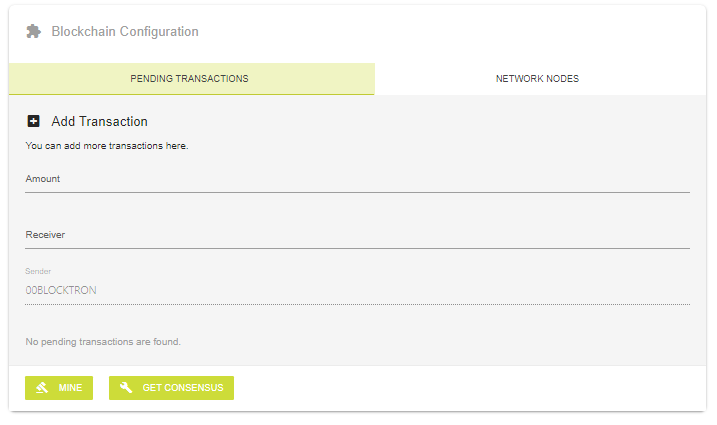 Blockchain Configuration
PENDING TRANSACTIONS
NETWORK NODES
Add Transaction
You can add more transactions here.
Amount
Receiver
Sender
00BLOCKTRON
No pending transactions are found.
MINE
GET CONSENSUS